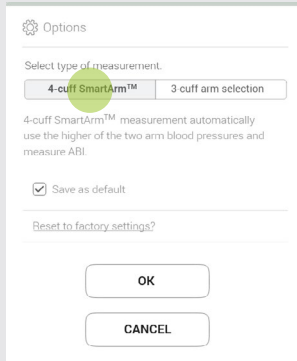 Options
Select type of measurement.
4-cuff SmartArm™ 3-cuff arm selection
4-cuff SmartArm™ measurement automatically
use the higher of the two arm blood pressures and
measure ABI.
Save as default
Reset to factory settings?
OK
CANCEL